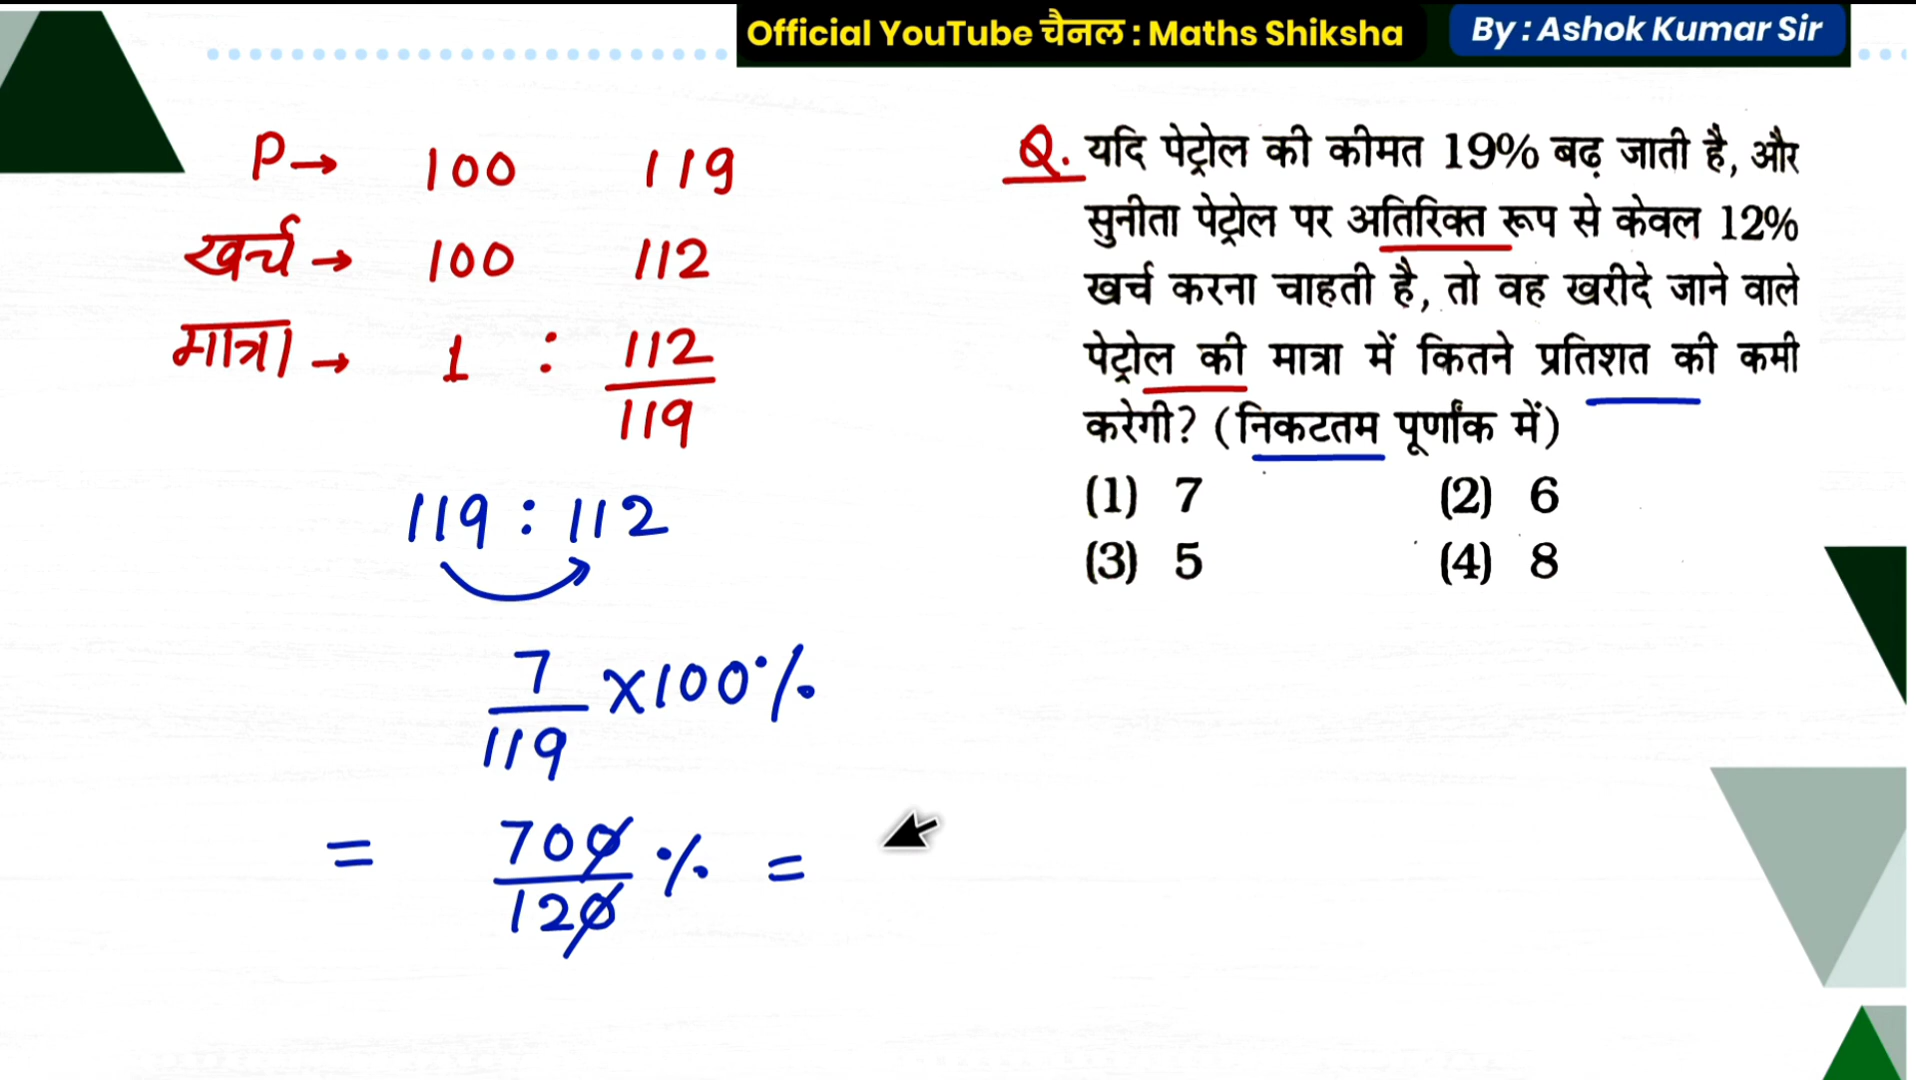 Official YouTube चैनल : Maths Shiksha
By : Ashok Kumar Sir
P→ 100 119
खर्च → 100 112
मात्रा → 1 : 112/119
119 : 112
7/119 ×100%
= 700/120 % =
Q. यदि पेट्रोल की कीमत 19% बढ़ जाती है, और
सुनीता पेट्रोल पर अतिरिक्त रूप से केवल 12%
खर्च करना चाहती है, तो वह खरीदे जाने वाले
पेट्रोल की मात्रा में कितने प्रतिशत की कमी
करेगी? (निकटतम पूर्णांक में)
(1) 7 (2) 6
(3) 5 (4) 8